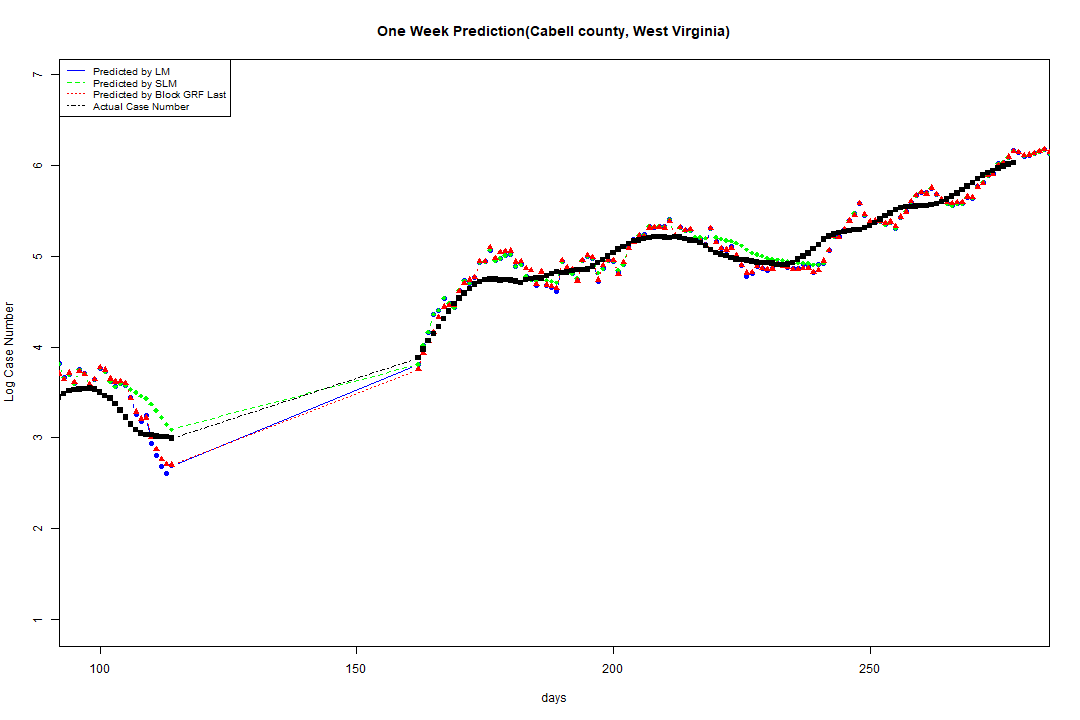 One Week Prediction(Cabell county, West Virginia)
Predicted by LM
Predicted by SLM
Predicted by Block GRF Last
Actual Case Number
7
6
5
4
3
2
1
Log Case Number
100
150
200
250
days